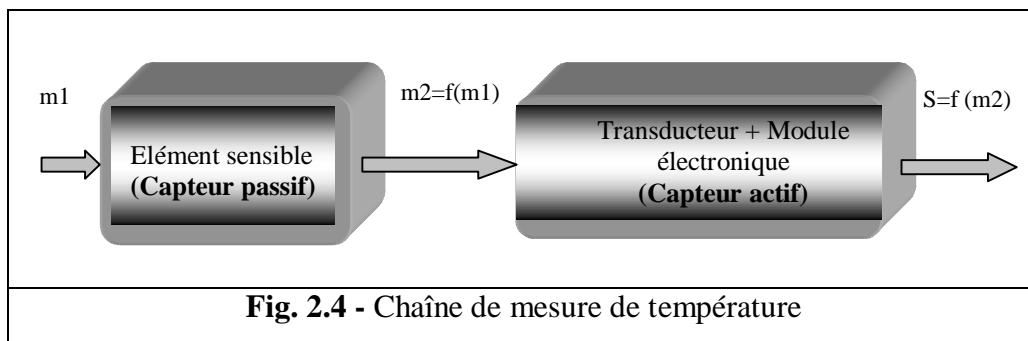 m1
Elément sensible
(Capteur passif)
m2=f(m1)
Transducteur + Module
électronique
(Capteur actif)
S=f (m2)
Fig. 2.4 - Chaîne de mesure de température